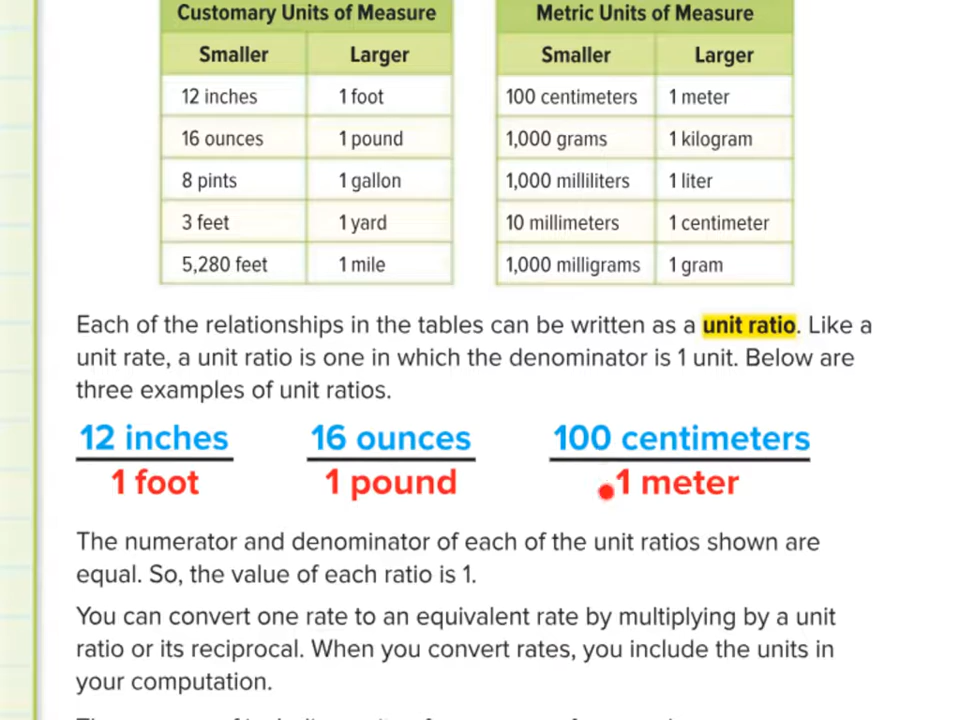 Customary Units of Measure
Smaller Larger
12 inches 1 foot
16 ounces 1 pound
8 pints 1 gallon
3 feet 1 yard
5,280 feet 1 mile
Metric Units of Measure
Smaller Larger
100 centimeters 1 meter
1,000 grams 1 kilogram
1,000 milliliters 1 liter
10 millimeters 1 centimeter
1,000 milligrams 1 gram
Each of the relationships in the tables can be written as a unit ratio. Like a
unit rate, a unit ratio is one in which the denominator is 1 unit. Below are
three examples of unit ratios.
12 inches
1 foot
16 ounces
1 pound
100 centimeters
1 meter
The numerator and denominator of each of the unit ratios shown are
equal. So, the value of each ratio is 1.
You can convert one rate to an equivalent rate by multiplying by a unit
ratio or its reciprocal. When you convert rates, you include the units in
your computation.